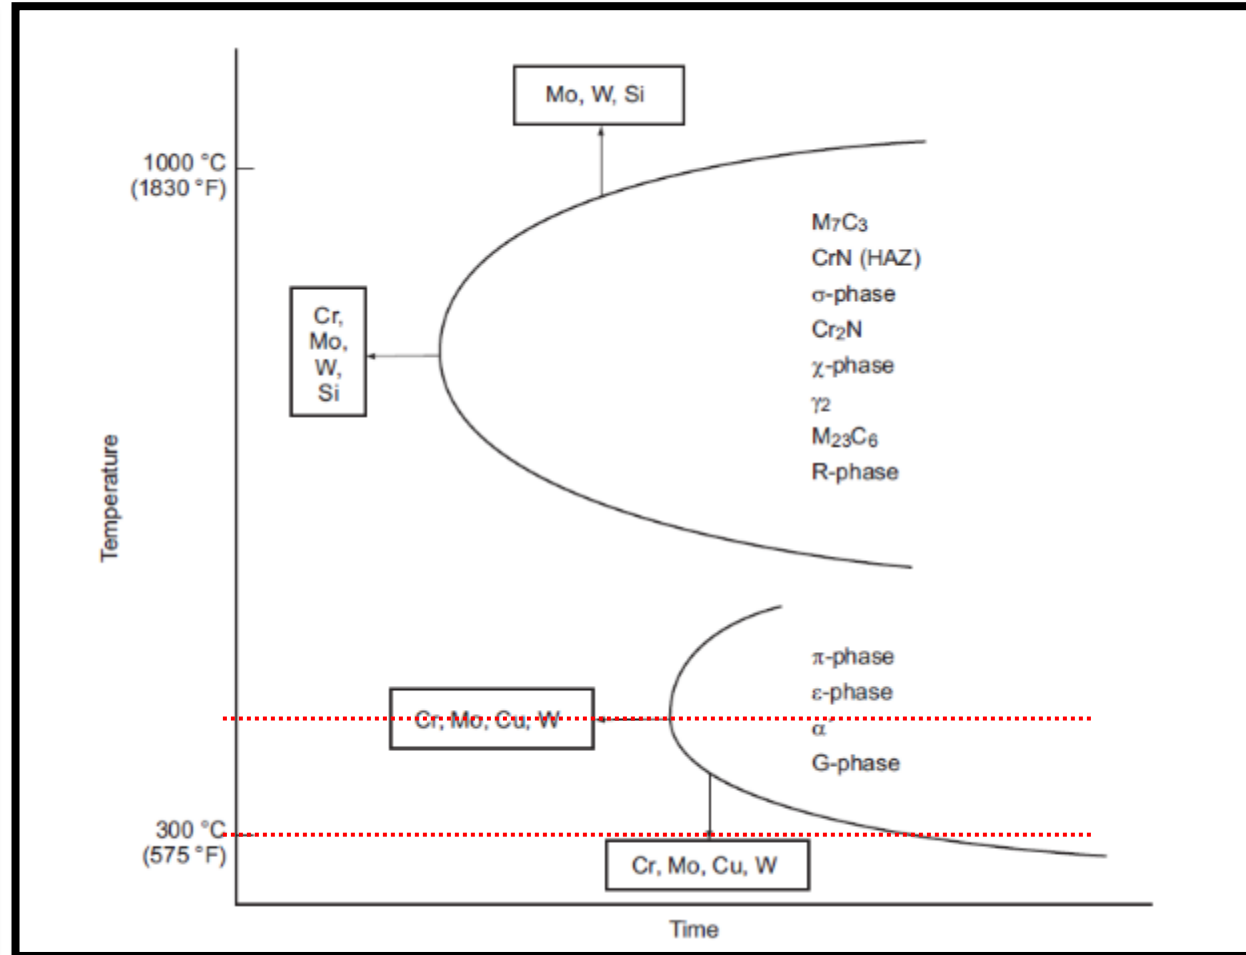 Mo, W, Si
1000 °C
(1830 °F)
M₇C₃
CrN (HAZ)
σ-phase
Cr₂N
χ-phase
γ₂
M₂₃C₆
R-phase
Cr,
Mo,
W,
Si
Temperature
π-phase
ε-phase
α′
G-phase
Cr, Mo, Cu, W
300 °C
(575 °F)
Cr, Mo, Cu, W
Time